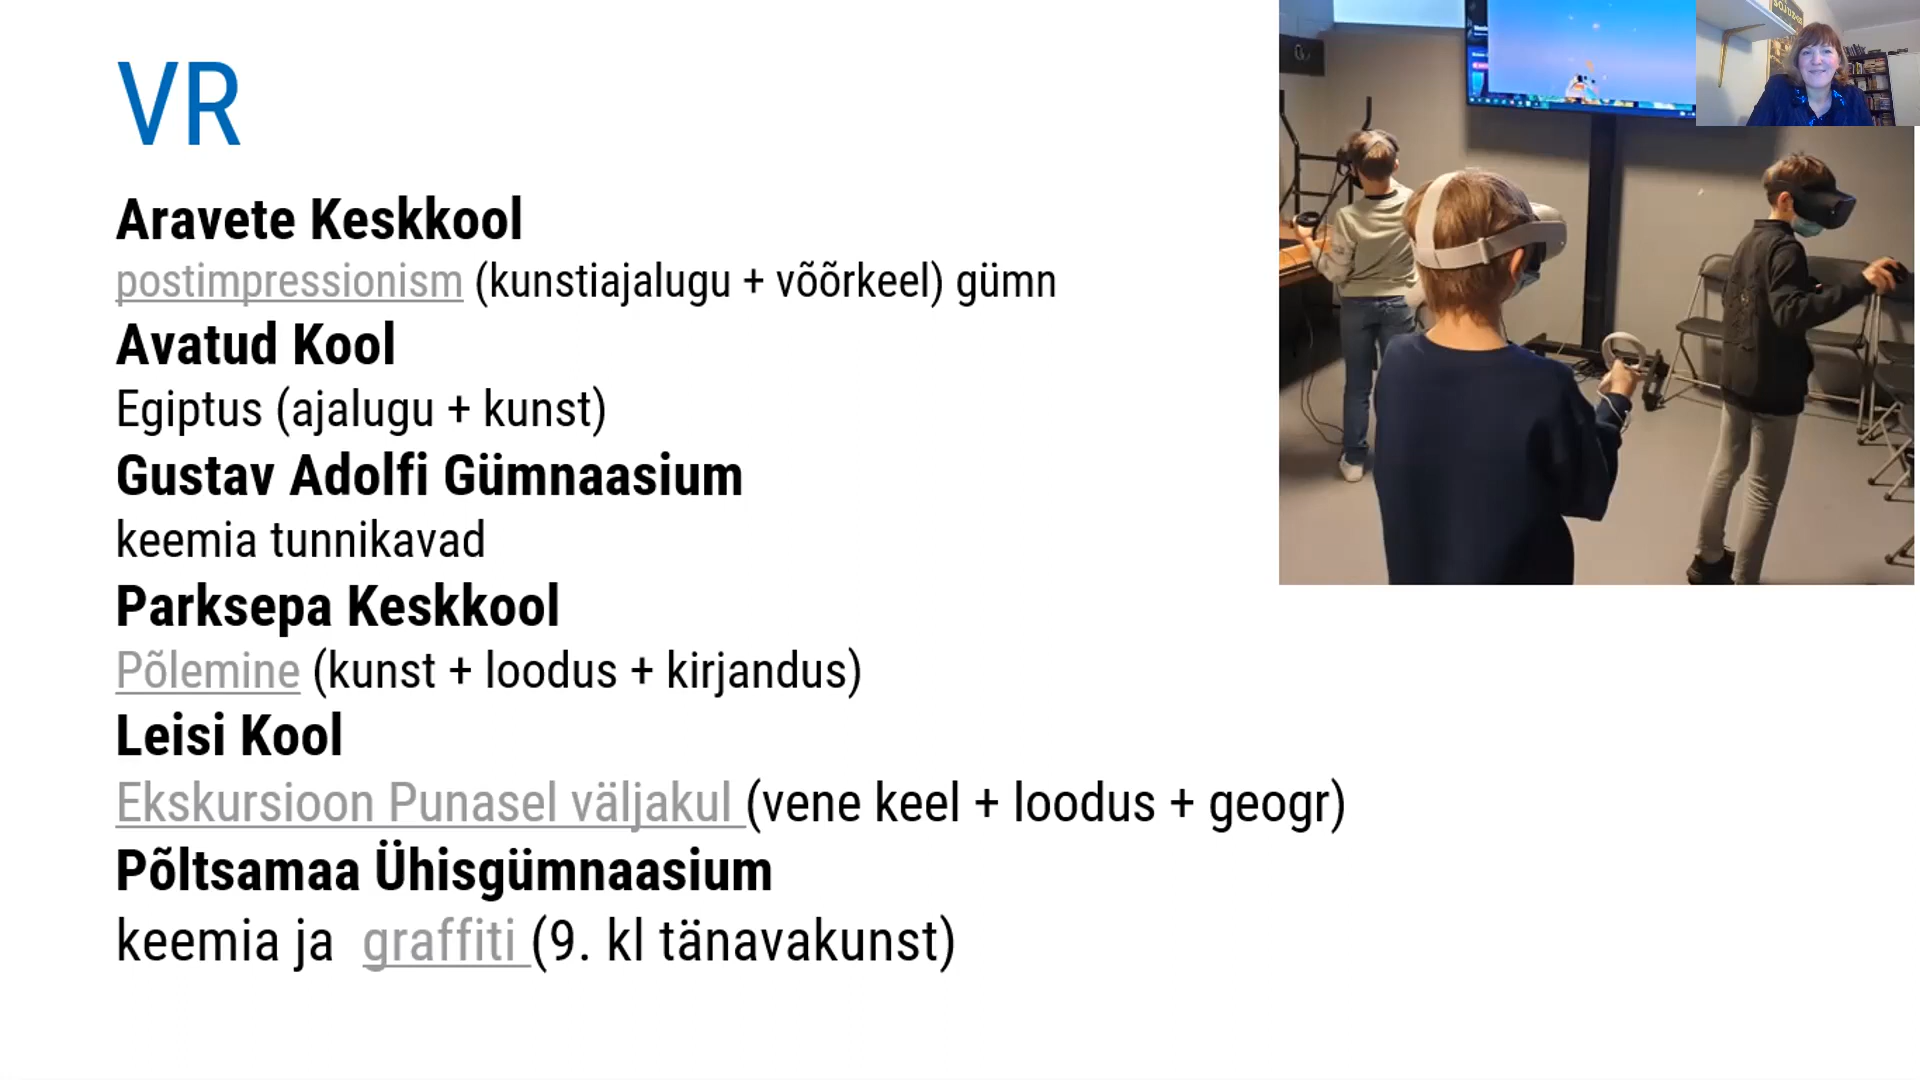 VR
Aravete Keskkool
postimpressionism (kunstiajalugu + võõrkeel) gümn
Avatud Kool
Egiptus (ajalugu + kunst)
Gustav Adolfi Gümnaasium
keemia tunnikavad
Parksepa Keskkool
Põlemine (kunst + loodus + kirjandus)
Leisi Kool
Ekskursioon Punasel väljakul (vene keel + loodus + geogr)
Põltsamaa Ühisgümnaasium
keemia ja graffiti (9. kl tänavakunst)